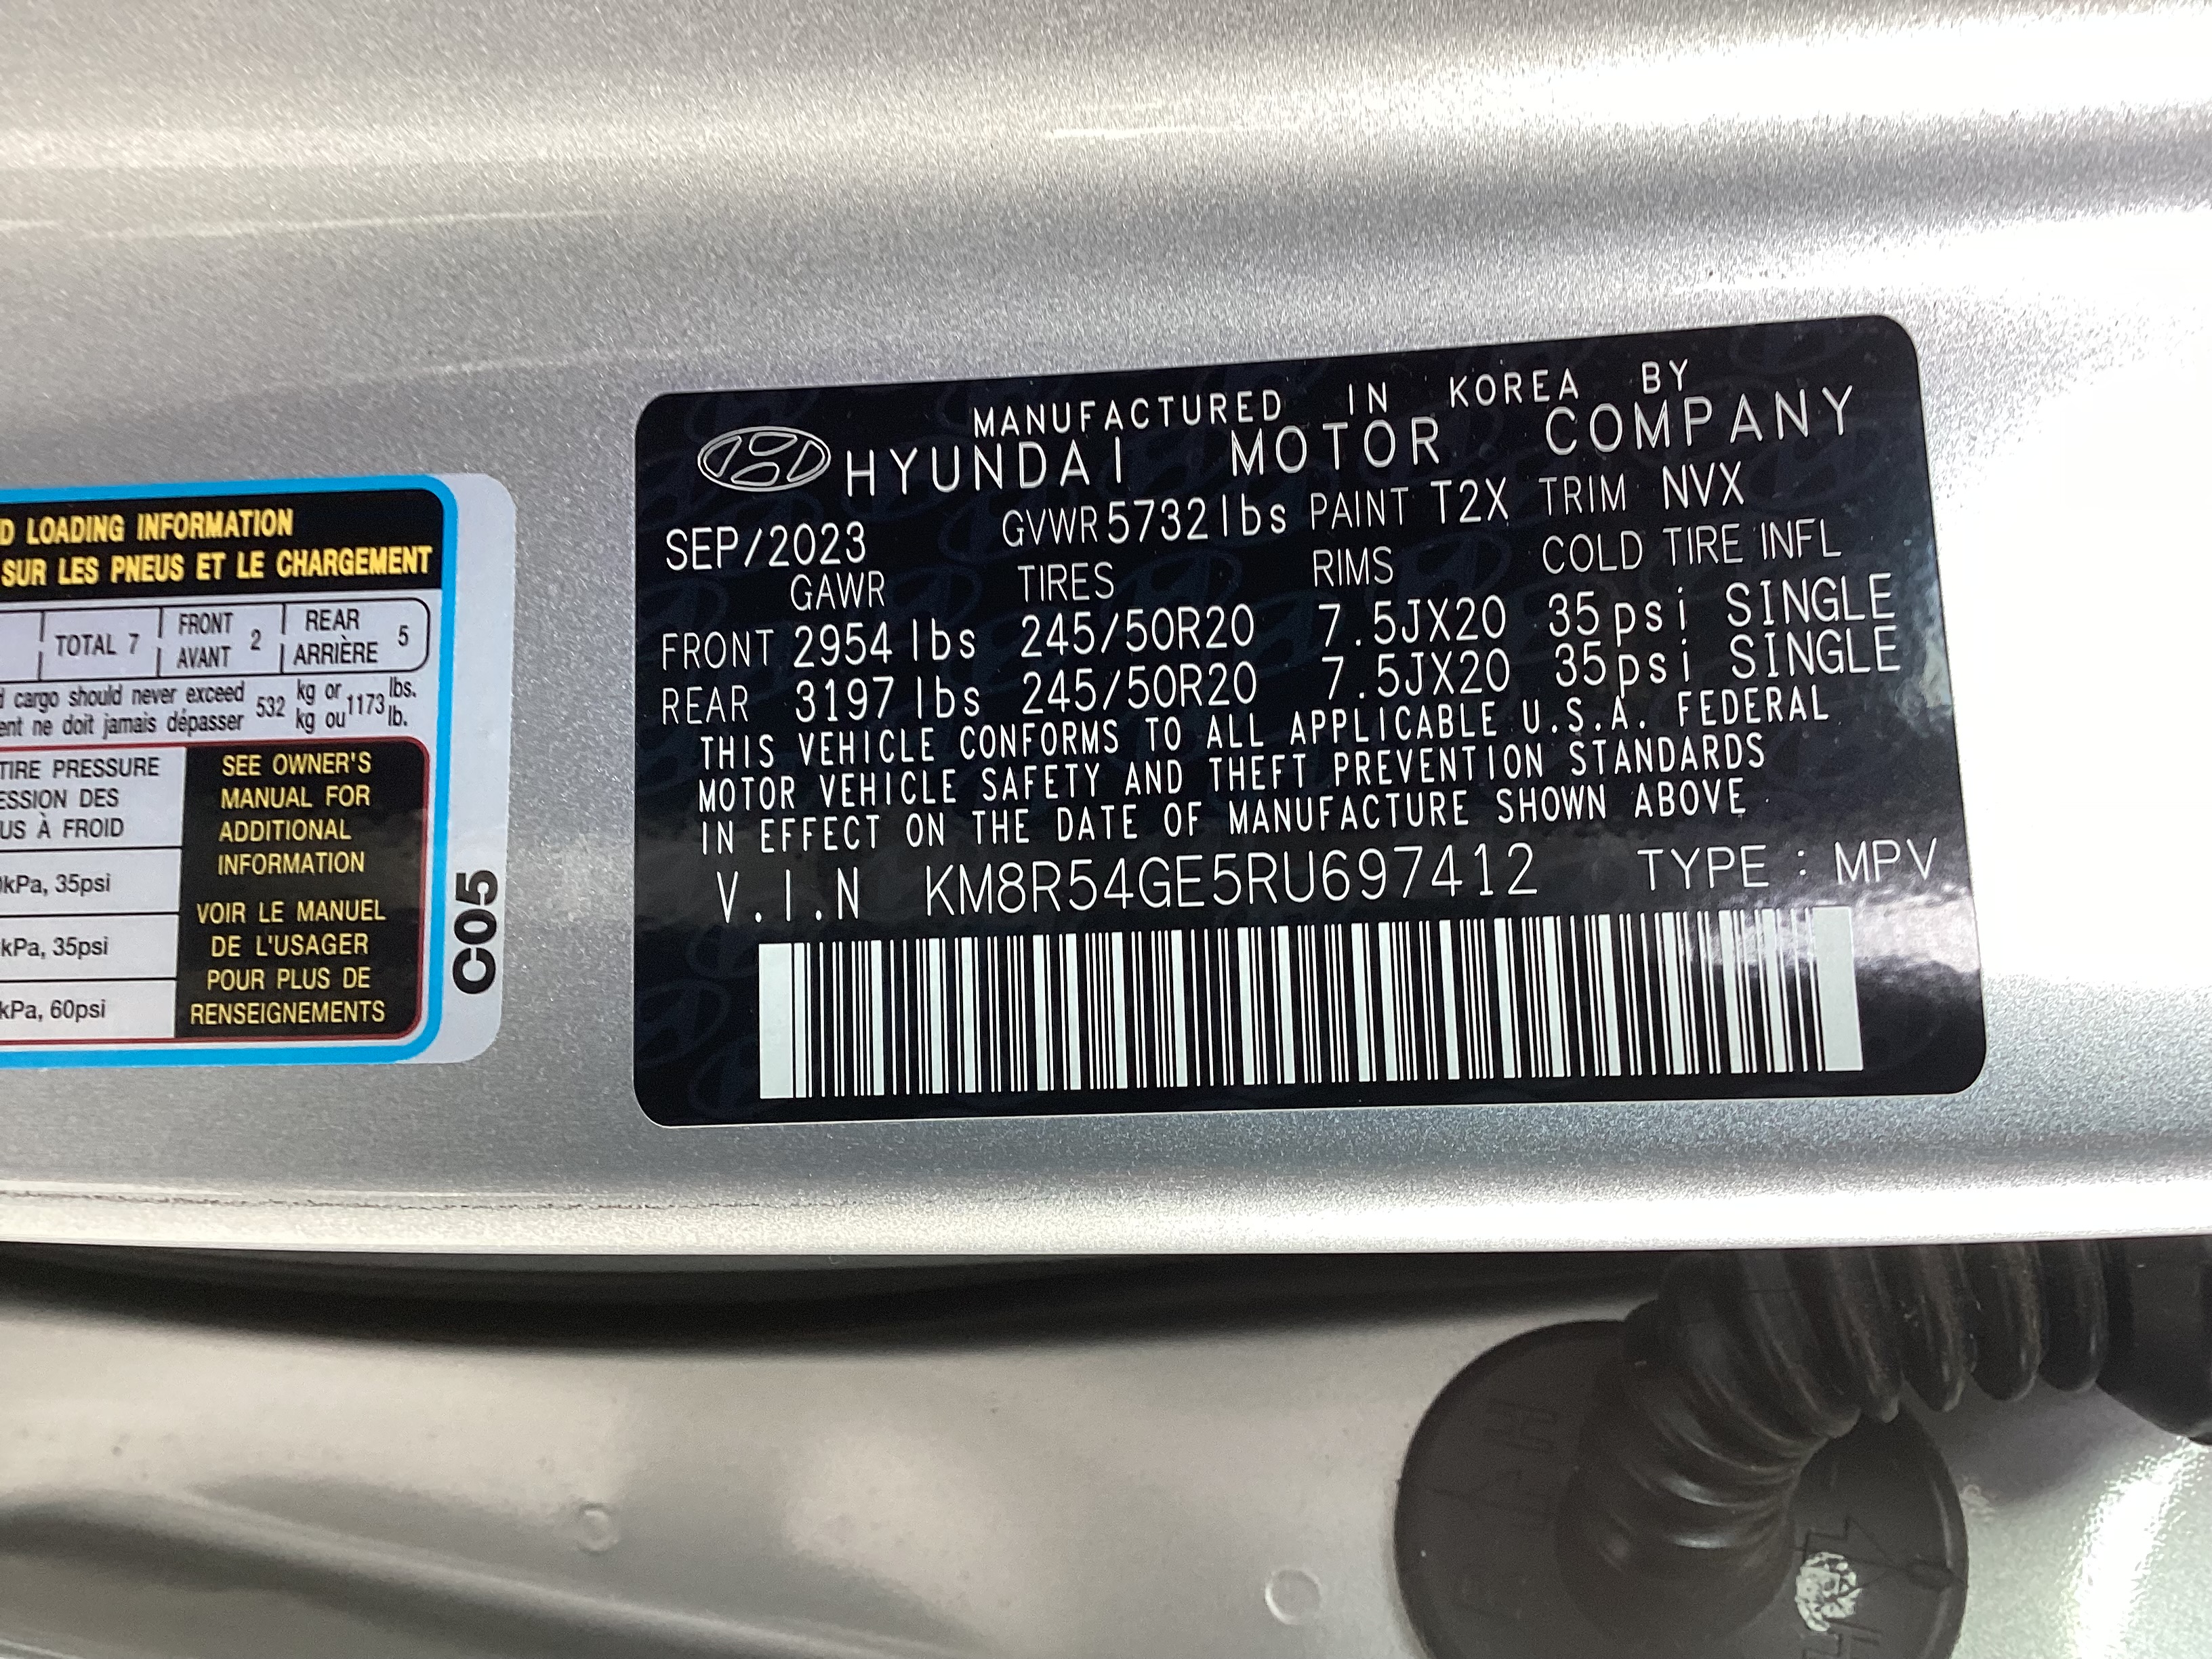 D LOADING INFORMATION
SUR LES PNEUS ET LE CHARGEMENT
TOTAL 7 FRONT AVANT 2 REAR ARRIÈRE 5
cargo should never exceed 532 kg or 1173 lbs.
ent ne doit jamais dépasser kg ou lb.
TIRE PRESSURE
ESSION DES
US À FROID
kPa, 35psi
kPa, 35psi
kPa, 60psi
SEE OWNER'S
MANUAL FOR
ADDITIONAL
INFORMATION
VOIR LE MANUEL
DE L'USAGER
POUR PLUS DE
RENSEIGNEMENTS
C05
MANUFACTURED IN KOREA BY
HYUNDAI MOTOR COMPANY
SEP/2023 GVWR 5732 lbs PAINT T2X TRIM NVX
GAWR TIRES RIMS COLD TIRE INFL
FRONT 2954 lbs 245/50R20 7.5JX20 35psi SINGLE
REAR 3197 lbs 245/50R20 7.5JX20 35psi SINGLE
THIS VEHICLE CONFORMS TO ALL APPLICABLE U.S.A. FEDERAL
MOTOR VEHICLE SAFETY AND THEFT PREVENTION STANDARDS
IN EFFECT ON THE DATE OF MANUFACTURE SHOWN ABOVE
V.I.N KM8R54GE5RU697412 TYPE : MPV